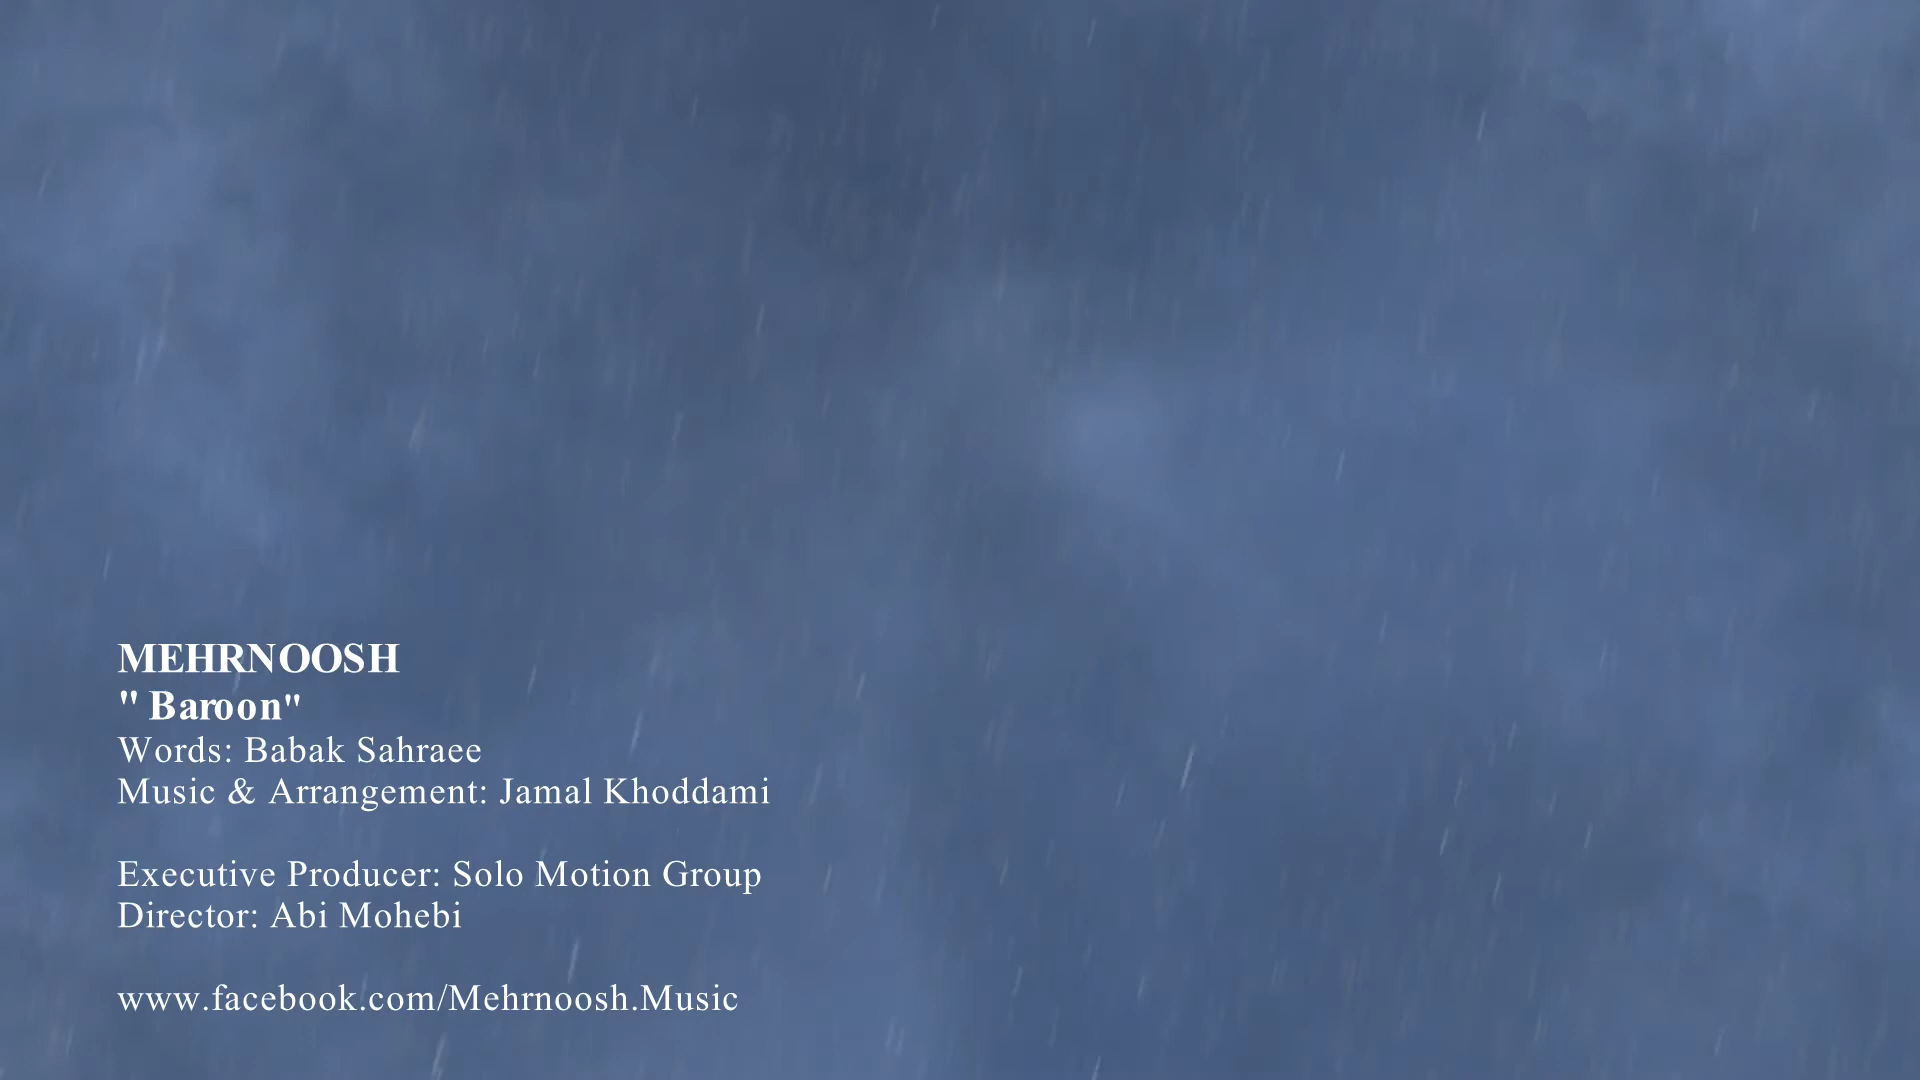 MEHRNOOSH
" Baroon"
Words: Babak Sahraee
Music & Arrangement: Jamal Khoddami
Executive Producer: Solo Motion Group
Director: Abi Mohebi
www.facebook.com/Mehrnoosh.Music